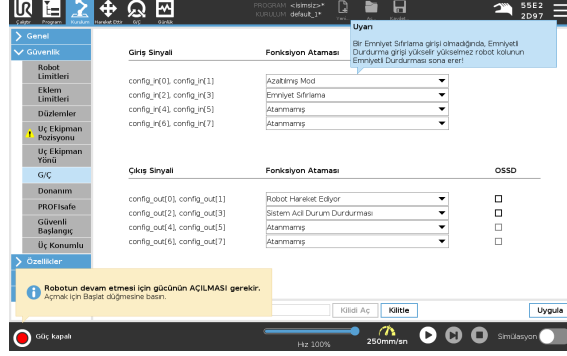 Çalıştır Program Kurulum Hareket Ettir G/Ç Günlük
PROGRAM <isimsiz>*
KURULUM default_1*
Yeni... Aç... Kaydet...
55E2
2D97
Uyarı
Bir Emniyet Sıfırlama girişi olmadığında, Emniyetli
Durdurma girişi yükselir yükselmez robot kolunun
Emniyetli Durdurması sona erer!
Genel
Güvenlik
Robot
Limitleri
Eklem
Limitleri
Düzlemler
Uç Ekipman
Pozisyonu
Uç Ekipman
Yönü
G/Ç
Donanım
PROFIsafe
Güvenli
Başlangıç
Üç Konumlu
Özellikler
Giriş Sinyali Fonksiyon Ataması
config_in[0], config_in[1] Azaltılmış Mod
config_in[2], config_in[3] Emniyet Sıfırlama
config_in[4], config_in[5] Atanmamış
config_in[6], config_in[7] Atanmamış
Çıkış Sinyali Fonksiyon Ataması OSSD
config_out[0], config_out[1] Robot Hareket Ediyor
config_out[2], config_out[3] Sistem Acil Durum Durdurması
config_out[4], config_out[5] Atanmamış
config_out[6], config_out[7] Atanmamış
Robotun devam etmesi için gücünün AÇILMASI gerekir.
Açmak için Başlat düğmesine basın.
Kilidi Aç Kilitle Uygula
Güç kapalı
Hız 100%
250mm/sn
Simülasyon